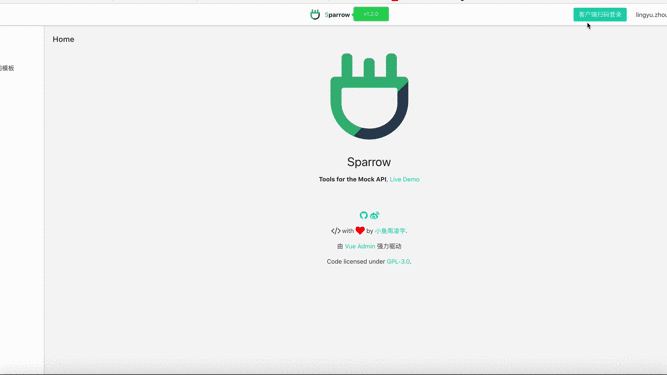 Sparrow
v1.2.0
客户端扫码登录
lingyu.zhou
Home
模板
Sparrow
Tools for the Mock API. Live Demo
</> with by 小鱼周凌宇.
由 Vue Admin 强力驱动
Code licensed under GPL-3.0.